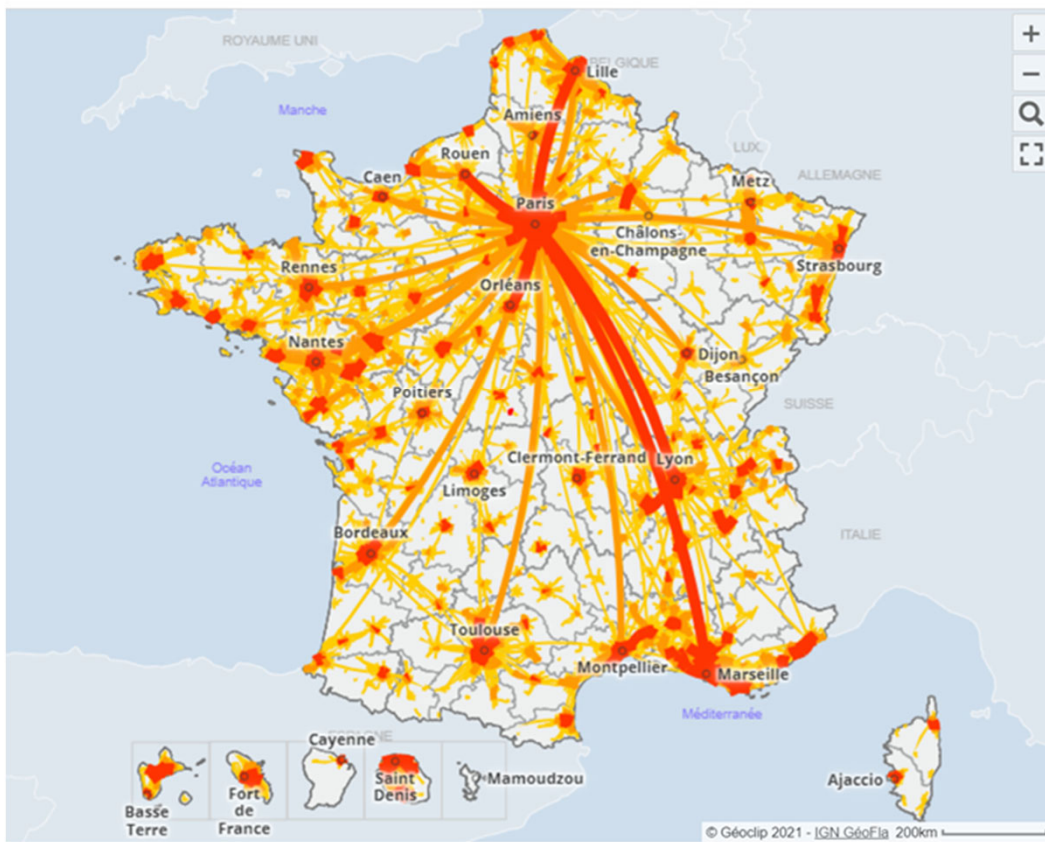 +
−
ROYAUME UNI
BELGIQUE
Lille
Manche
Amiens
Rouen
LUX.
ALLEMAGNE
Caen
Metz
Paris
Châlons-
en-Champagne
Strasbourg
Rennes
Orléans
Nantes
Dijon
Besançon
Poitiers
SUISSE
Océan
Atlantique
Clermont-Ferrand
Lyon
Limoges
Bordeaux
ITALIE
Toulouse
Montpellier
Marseille
Méditerranée
ESPAGNE
Cayenne
Saint
Denis
Mamoudzou
Ajaccio
Basse
Terre
Fort
de
France
© Géoclip 2021 - IGN GéoFla 200km